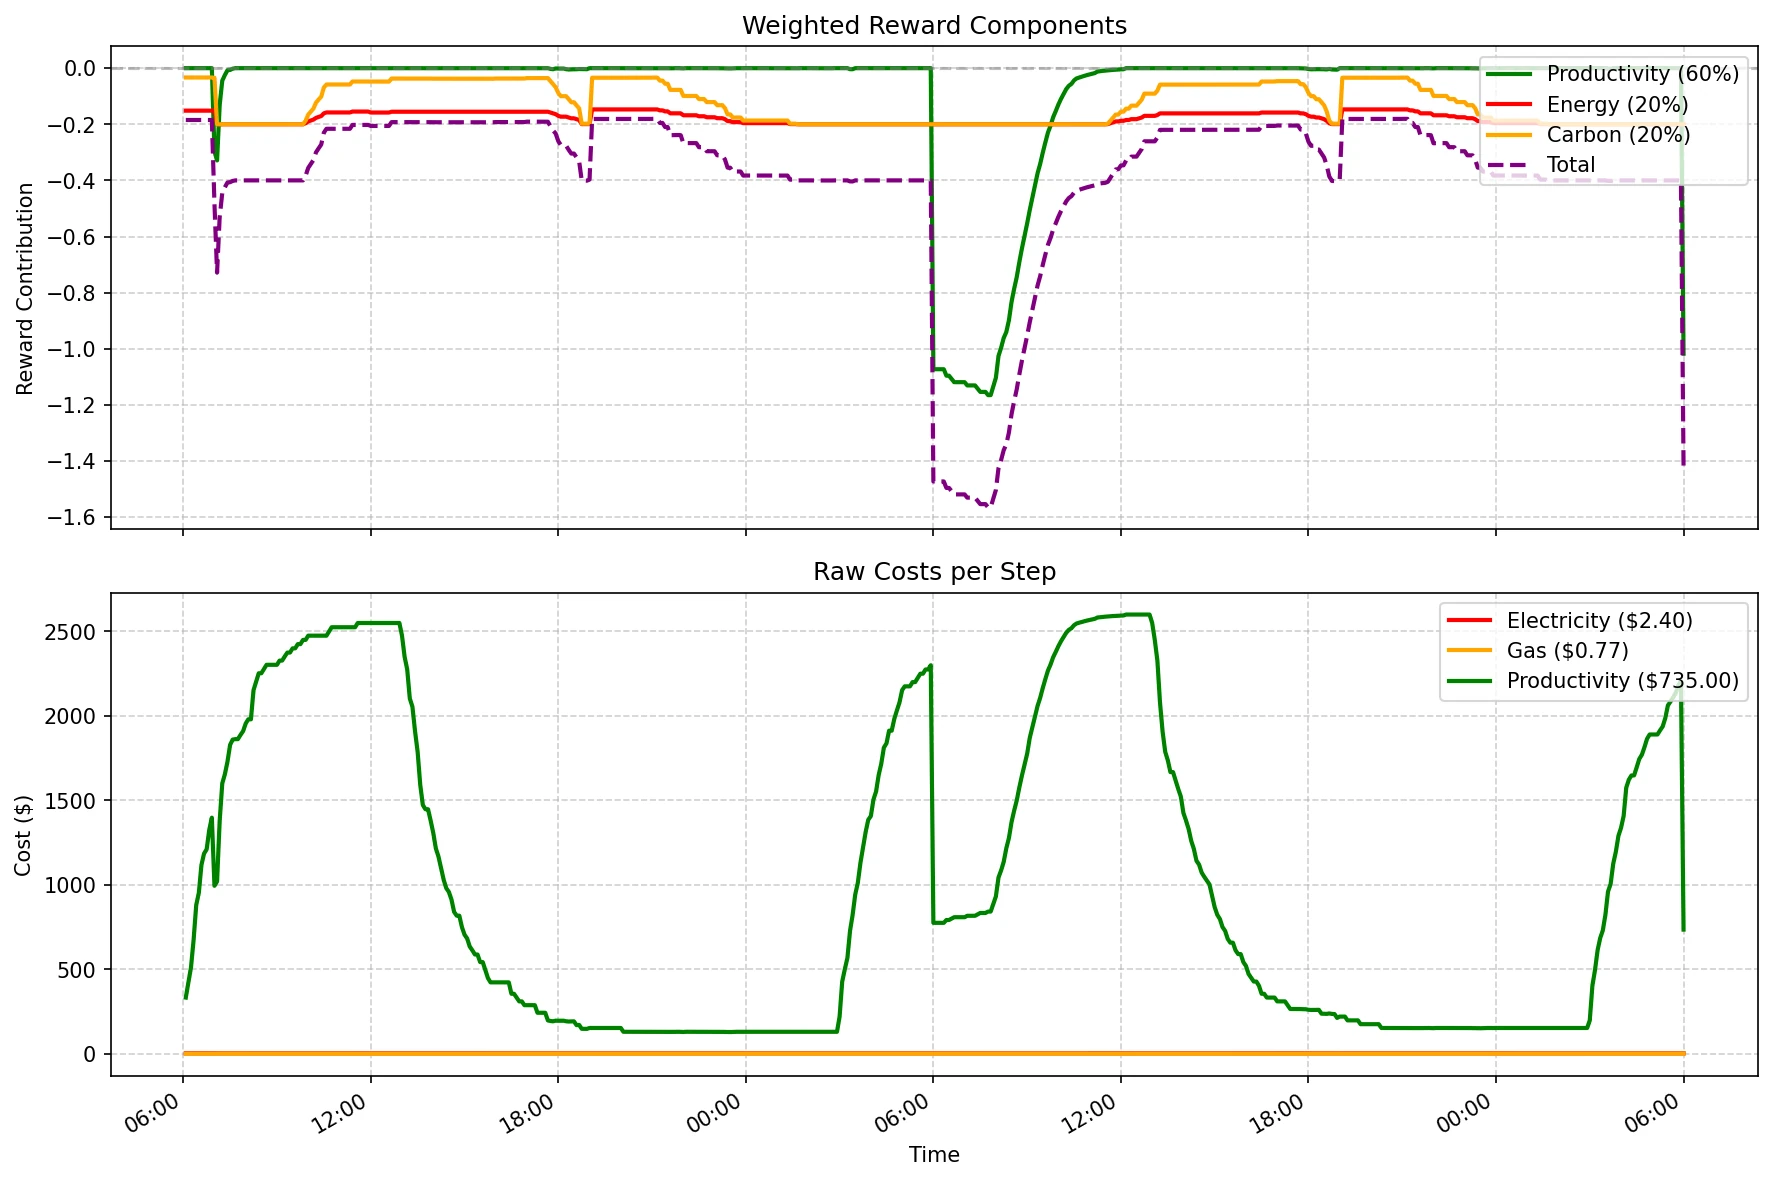 Weighted Reward Components
0.0
−0.2
−0.4
−0.6
−0.8
−1.0
−1.2
−1.4
−1.6
Reward Contribution
Productivity (60%)
Energy (20%)
Carbon (20%)
Total
Raw Costs per Step
2500
2000
1500
1000
500
0
Cost ($)
Electricity ($2.40)
Gas ($0.77)
Productivity ($735.00)
06:00
12:00
18:00
00:00
06:00
12:00
18:00
00:00
06:00
Time